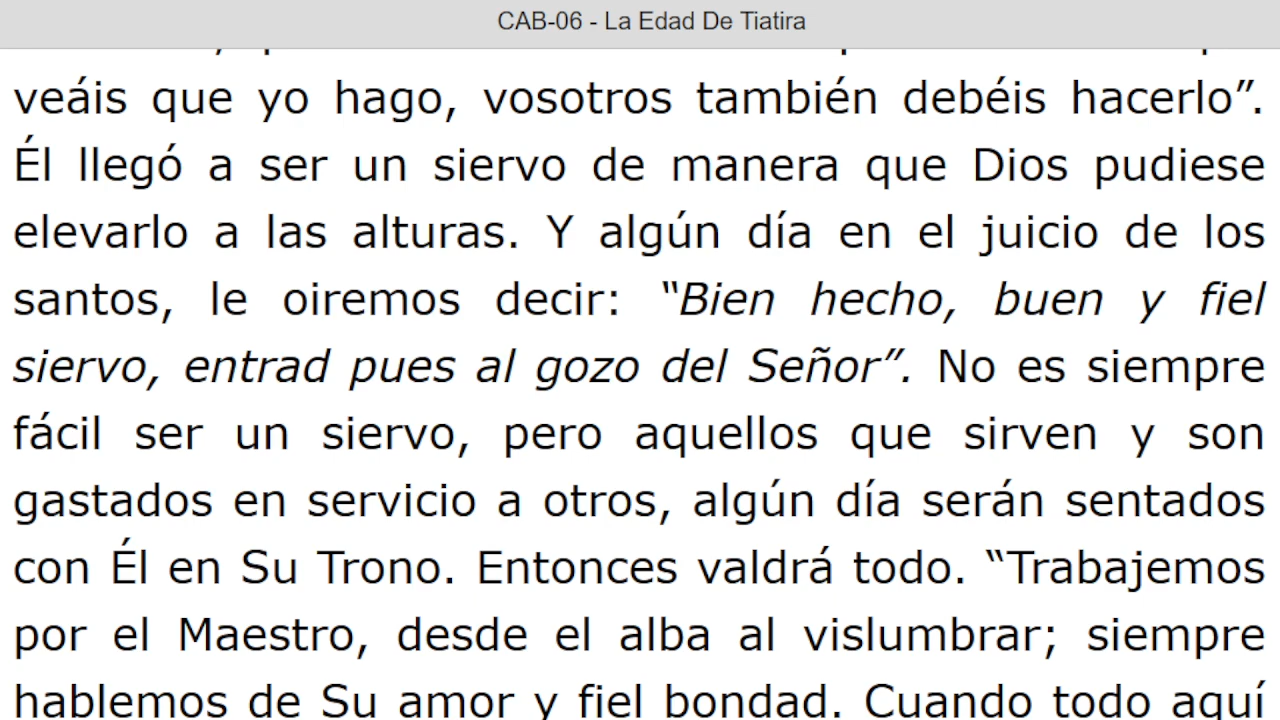 CAB-06 - La Edad De Tiatira
veáis que yo hago, vosotros también debéis hacerlo”.
Él llegó a ser un siervo de manera que Dios pudiese
elevarlo a las alturas. Y algún día en el juicio de los
santos, le oiremos decir: “Bien hecho, buen y fiel
siervo, entrad pues al gozo del Señor”. No es siempre
fácil ser un siervo, pero aquellos que sirven y son
gastados en servicio a otros, algún día serán sentados
con Él en Su Trono. Entonces valdrá todo. “Trabajemos
por el Maestro, desde el alba al vislumbrar; siempre
hablemos de Su amor y fiel bondad. Cuando todo aquí